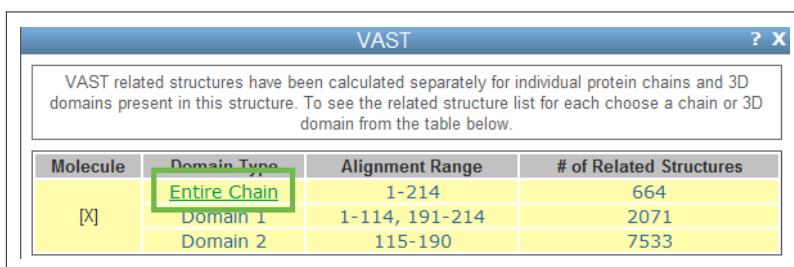 VAST ? X
VAST related structures have been calculated separately for individual protein chains and 3D
domains present in this structure. To see the related structure list for each choose a chain or 3D
domain from the table below.
Molecule Domain Type Alignment Range # of Related Structures
Entire Chain 1-214 664
[X] Domain 1 1-114, 191-214 2071
Domain 2 115-190 7533